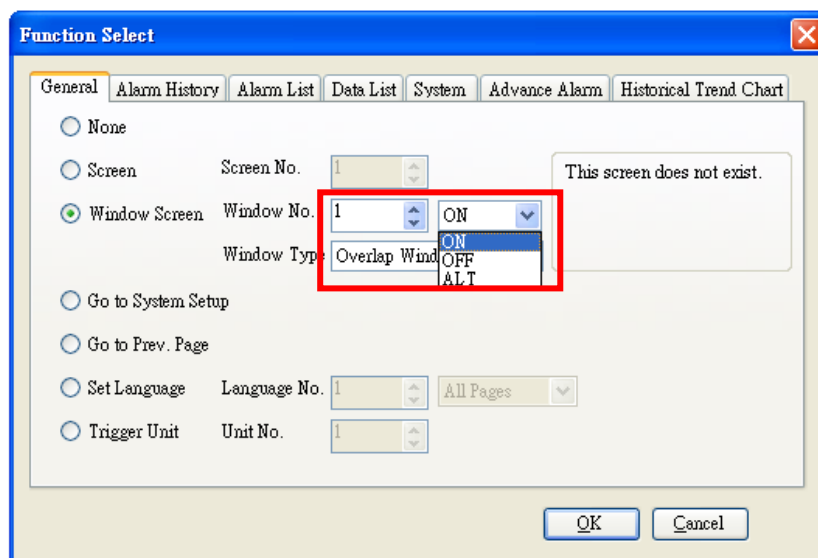 Function Select
General Alarm History Alarm List Data List System Advance Alarm Historical Trend Chart
None
Screen Screen No. 1 This screen does not exist.
Window Screen Window No. 1 ON
ON
Window Type Overlap Wind
OFF
ALT
Go to System Setup
Go to Prev. Page
Set Language Language No. 1 All Pages
Trigger Unit Unit No. 1
OK Cancel